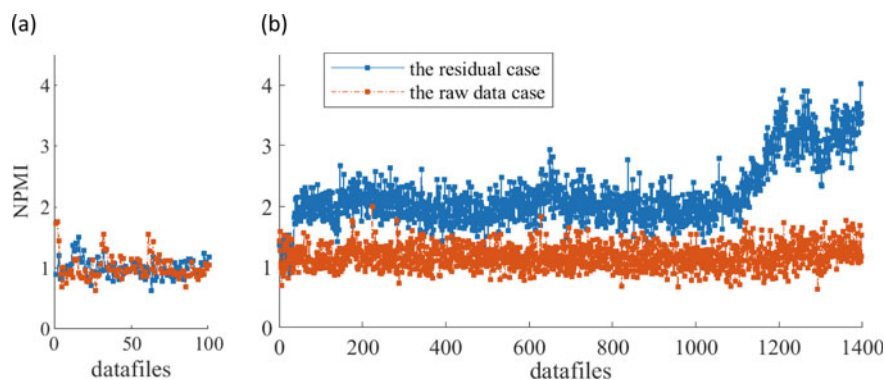 (a)
(b)
the residual case
the raw data case
NPMI
4
3
2
1
0
0 50 100
datafiles
4
3
2
1
0
0 200 400 600 800 1000 1200 1400
datafiles